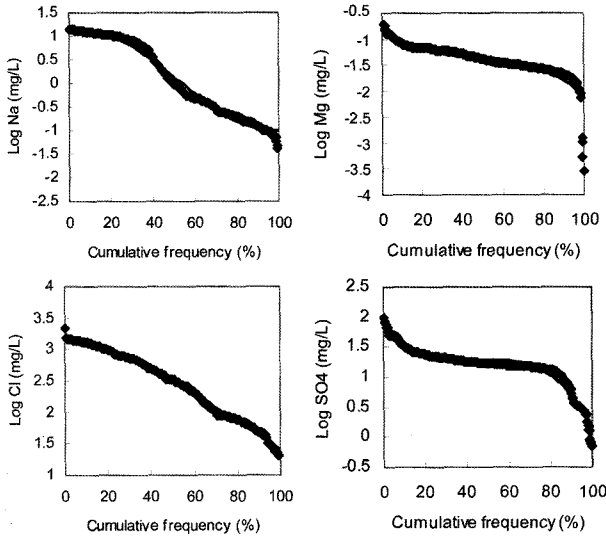 Log Na (mg/L)
1.5
1
0.5
0
-0.5
-1
-1.5
-2
-2.5
0 20 40 60 80 100
Cumulative frequency (%)
Log Mg (mg/L)
-0.5
-1
-1.5
-2
-2.5
-3
-3.5
-4
0 20 40 60 80 100
Cumulative frequency (%)
Log Cl (mg/L)
4
3.5
3
2.5
2
1.5
1
0 20 40 60 80 100
Cumulative frequency (%)
Log SO4 (mg/L)
2.5
2
1.5
1
0.5
0
-0.5
0 20 40 60 80 100
Cumulative frequency (%)